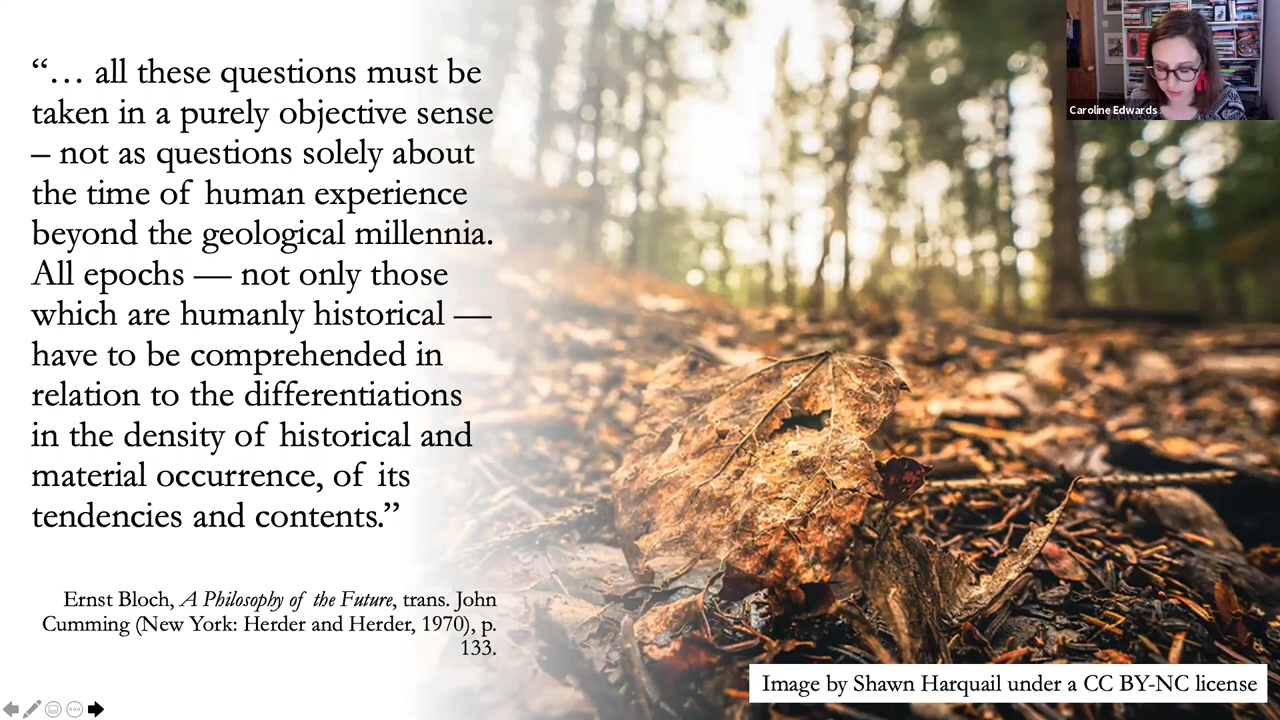 “… all these questions must be
taken in a purely objective sense
– not as questions solely about
the time of human experience
beyond the geological millennia.
All epochs — not only those
which are humanly historical —
have to be comprehended in
relation to the differentiations
in the density of historical and
material occurrence, of its
tendencies and contents.”
Ernst Bloch, A Philosophy of the Future, trans. John
Cumming (New York: Herder and Herder, 1970), p.
133.
Caroline Edwards
Image by Shawn Harquail under a CC BY-NC license